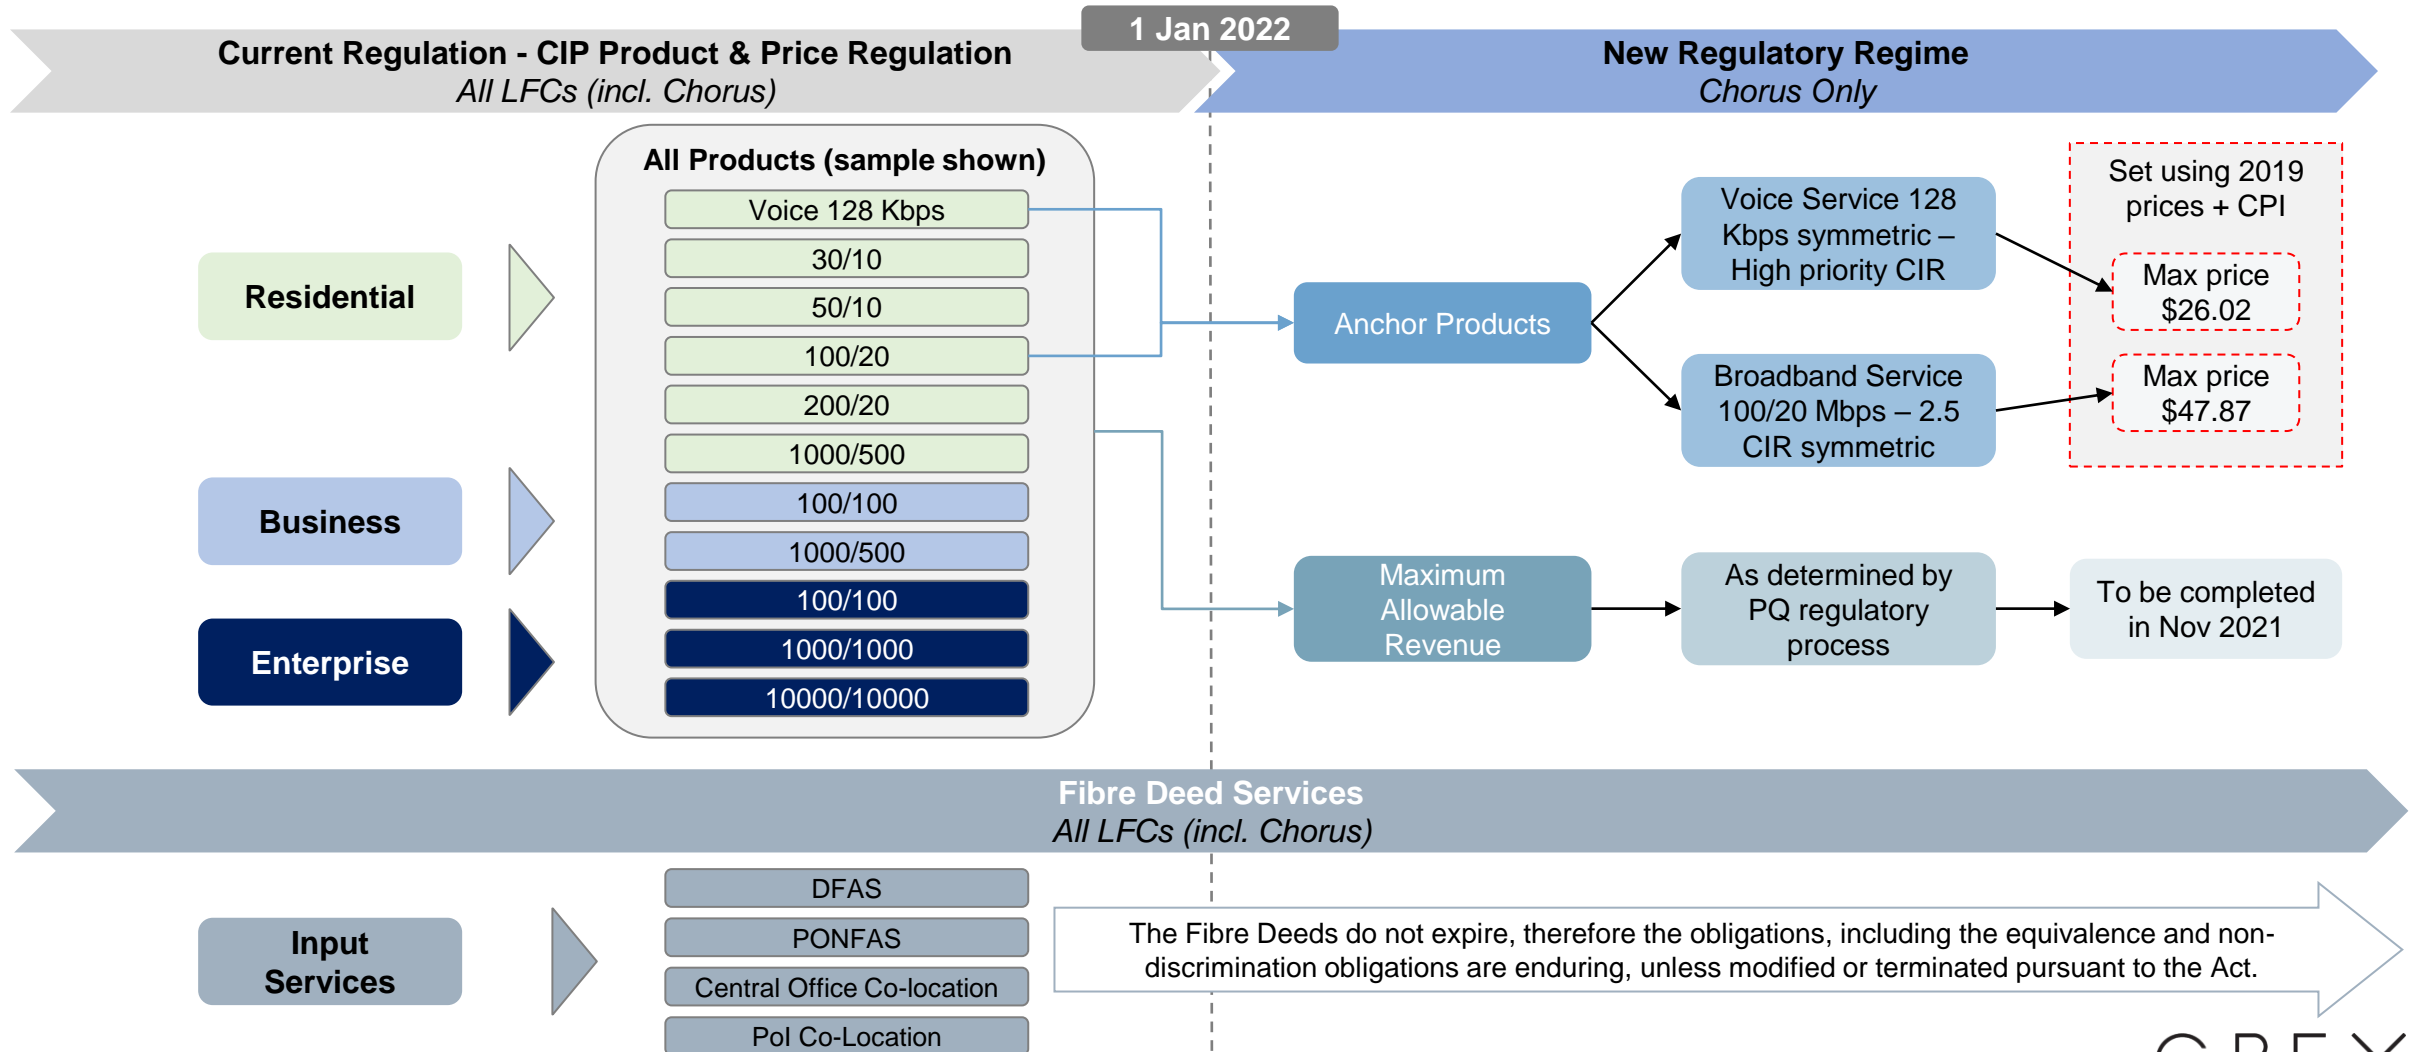 1 Jan 2022
Current Regulation - CIP Product & Price Regulation
All LFCs (incl. Chorus)
New Regulatory Regime
Chorus Only
All Products (sample shown)
Voice 128 Kbps
30/10
50/10
100/20
200/20
1000/500
100/100
1000/500
100/100
1000/1000
10000/10000
Residential
Business
Enterprise
Anchor Products
Voice Service 128
Kbps symmetric –
High priority CIR
Broadband Service
100/20 Mbps – 2.5
CIR symmetric
Set using 2019
prices + CPI
Max price
$26.02
Max price
$47.87
Maximum
Allowable
Revenue
As determined by
PQ regulatory
process
To be completed
in Nov 2021
Fibre Deed Services
All LFCs (incl. Chorus)
Input
Services
DFAS
PONFAS
Central Office Co-location
PoI Co-Location
The Fibre Deeds do not expire, therefore the obligations, including the equivalence and non-
discrimination obligations are enduring, unless modified or terminated pursuant to the Act.